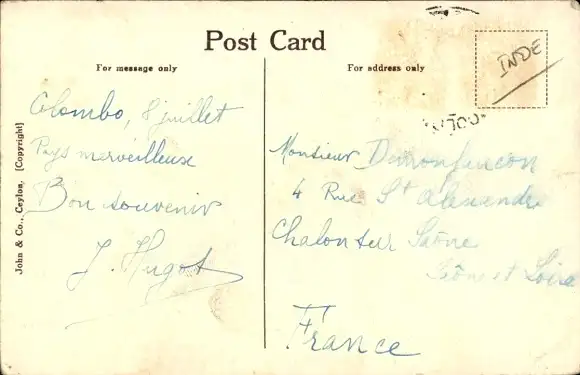 Post Card
For message only
For address only
INDE
Colombo, 8 juillet
Pays merveilleux
Bon souvenir
J. Hugot
John & Co., Ceylon, [Copyright]
Monsieur
4 Rue St Alexandre
Chalon sur Saône
Saône et Loire
France